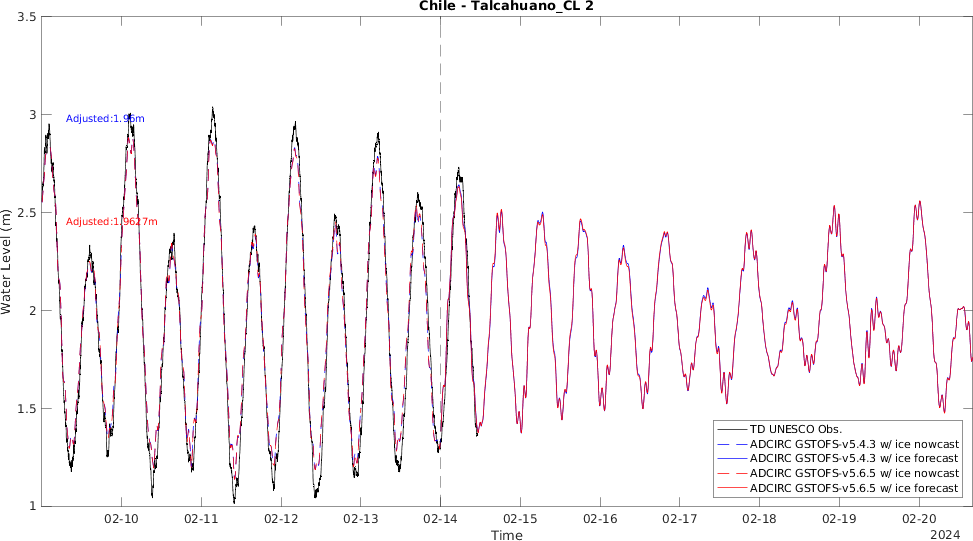 Chile - Talcahuano_CL 2
3.5
3
2.5
2
1.5
1
Water Level (m)
Adjusted:1.96m
Adjusted:1.9627m
02-10
02-11
02-12
02-13
02-14
02-15
02-16
02-17
02-18
02-19
02-20
Time
2024
TD UNESCO Obs.
ADCIRC GSTOFS-v5.4.3 w/ ice nowcast
ADCIRC GSTOFS-v5.4.3 w/ ice forecast
ADCIRC GSTOFS-v5.6.5 w/ ice nowcast
ADCIRC GSTOFS-v5.6.5 w/ ice forecast